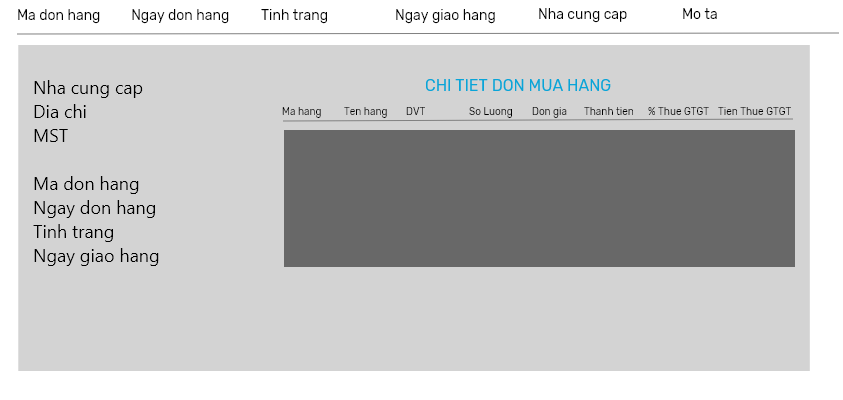 Ma don hang Ngay don hang Tinh trang Ngay giao hang Nha cung cap Mo ta
Nha cung cap
Dia chi
MST
Ma don hang
Ngay don hang
Tinh trang
Ngay giao hang
CHI TIET DON MUA HANG
Ma hang Ten hang DVT So Luong Don gia Thanh tien % Thue GTGT Tien Thue GTGT